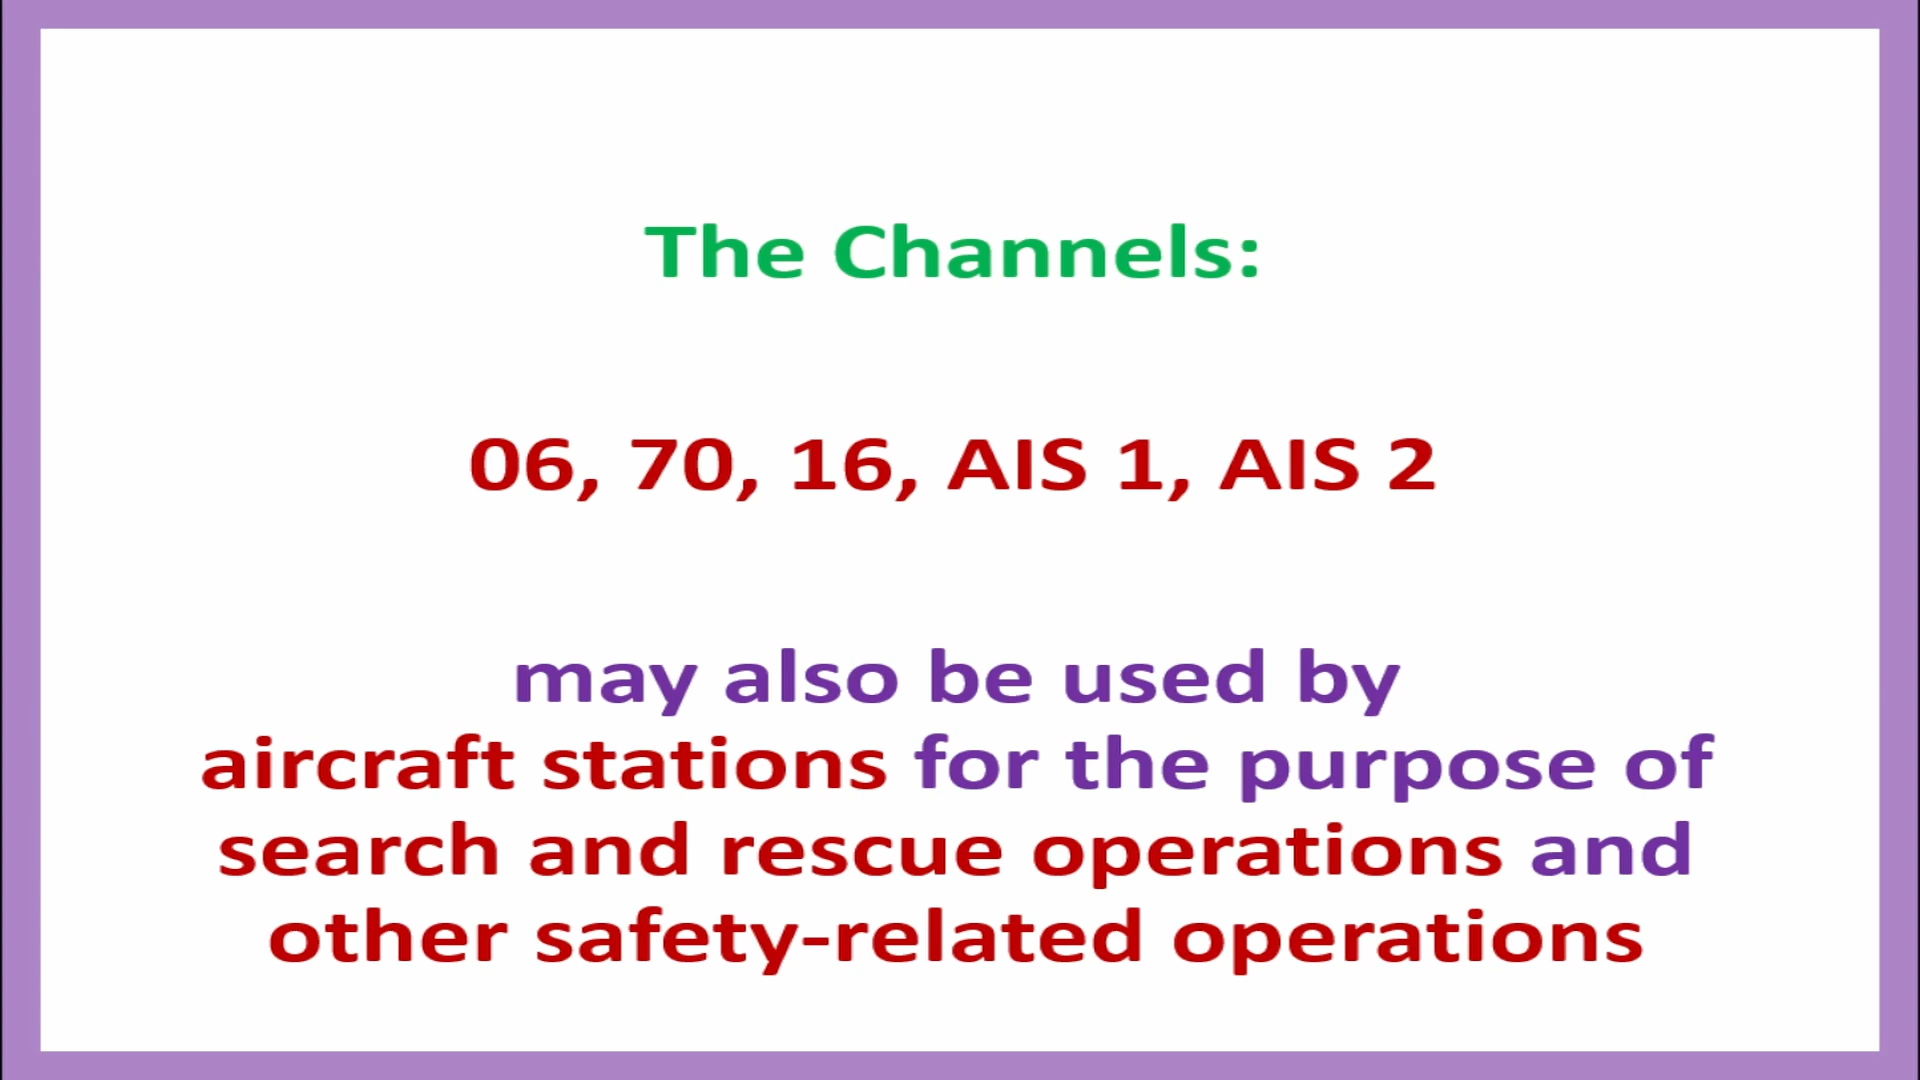 The Channels:
06, 70, 16, AIS 1, AIS 2
may also be used by
aircraft stations for the purpose of
search and rescue operations and
other safety-related operations